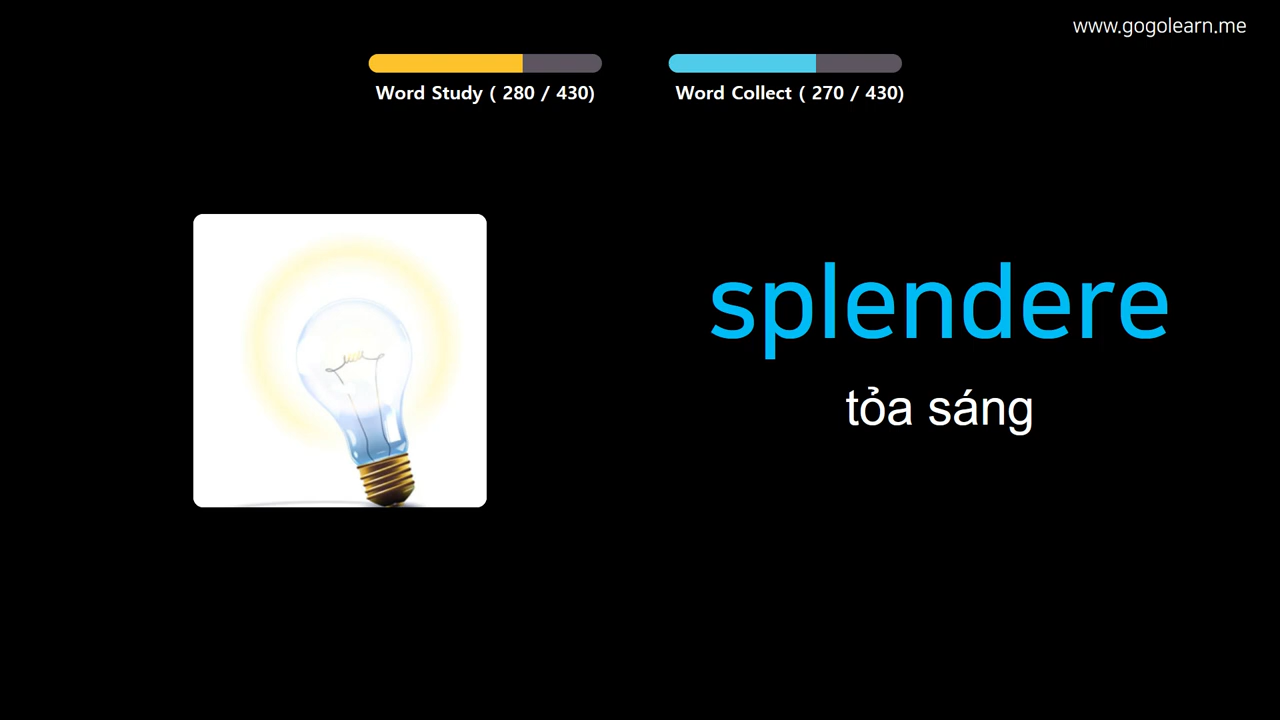 www.gogolearn.me
Word Study ( 280 / 430)
Word Collect ( 270 / 430)
splendere
tỏa sáng